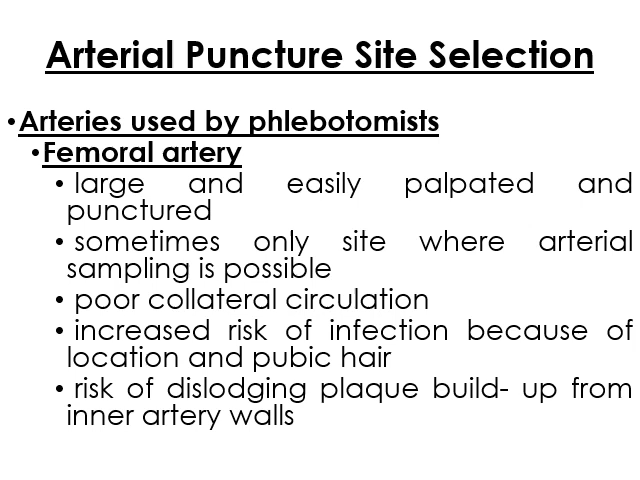 Arterial Puncture Site Selection
•Arteries used by phlebotomists
•Femoral artery
• large and easily palpated and
punctured
• sometimes only site where arterial
sampling is possible
• poor collateral circulation
• increased risk of infection because of
location and pubic hair
• risk of dislodging plaque build- up from
inner artery walls